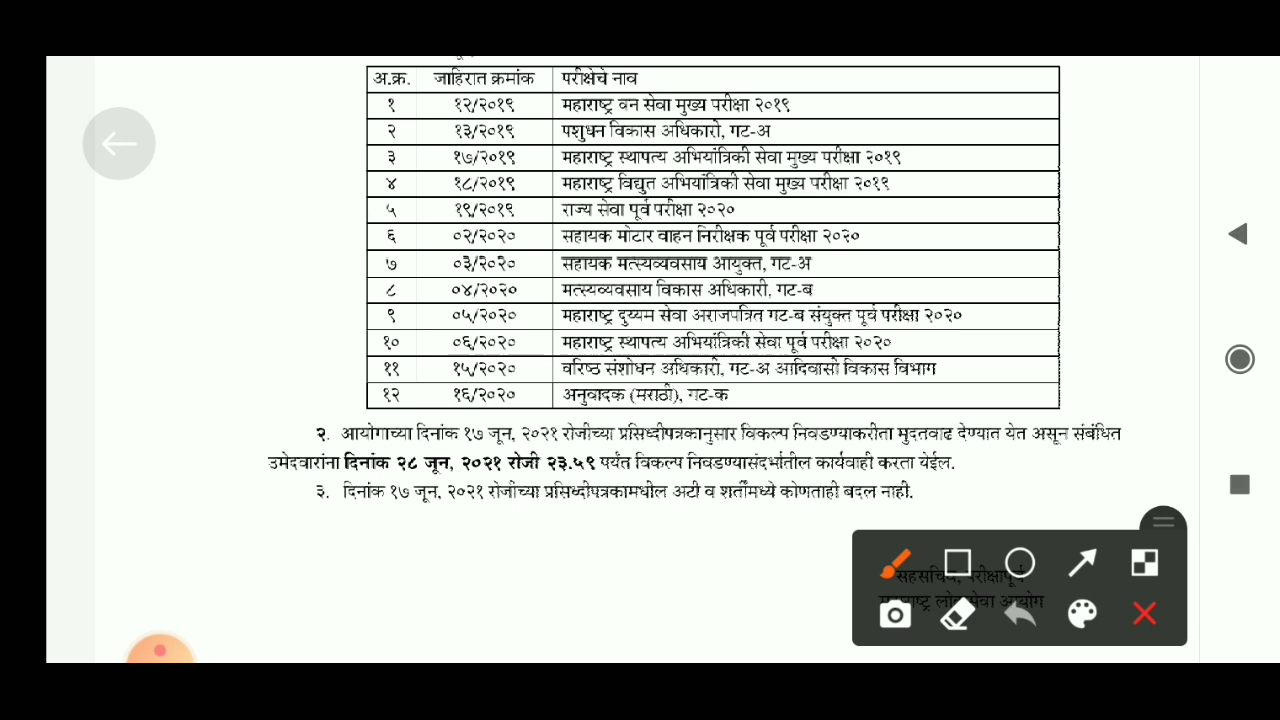 अ.क्र. जाहिरात क्रमांक परीक्षेचे नाव
१ १२/२०१९ महाराष्ट्र वन सेवा मुख्य परीक्षा २०१९
२ १३/२०१९ पशुधन विकास अधिकारी, गट-अ
३ १७/२०१९ महाराष्ट्र स्थापत्य अभियांत्रिकी सेवा मुख्य परीक्षा २०१९
४ १८/२०१९ महाराष्ट्र विद्युत अभियांत्रिकी सेवा मुख्य परीक्षा २०१९
५ १९/२०१९ राज्य सेवा पूर्व परीक्षा २०२०
६ ०२/२०२० सहायक मोटार वाहन निरीक्षक पूर्व परीक्षा २०२०
७ ०३/२०२० सहायक मत्स्यव्यवसाय आयुक्त, गट-अ
८ ०४/२०२० मत्स्यव्यवसाय विकास अधिकारी, गट-ब
९ ०५/२०२० महाराष्ट्र दुय्यम सेवा अराजपत्रित गट-ब संयुक्त पूर्व परीक्षा २०२०
१० ०६/२०२० महाराष्ट्र स्थापत्य अभियांत्रिकी सेवा पूर्व परीक्षा २०२०
११ १५/२०२० वरिष्ठ संशोधन अधिकारी, गट-अ आदिवासी विकास विभाग
१२ १६/२०२० अनुवादक (मराठी), गट-क
२. आयोगाच्या दिनांक १७ जून, २०२१ रोजीच्या प्रसिध्दीपत्रकानुसार विकल्प निवडण्याकरीता मुदतवाढ देण्यात येत असून संबंधित
उमेदवारांना दिनांक २८ जून, २०२१ रोजी २३.५९ पर्यंत विकल्प निवडण्यासंदर्भातील कार्यवाही करता येईल.
३. दिनांक १७ जून, २०२१ रोजीच्या प्रसिध्दीपत्रकामधील अटी व शर्तींमध्ये कोणताही बदल नाही.
सहसचिव, परीक्षापूर्व
महाराष्ट्र लोकसेवा आयोग